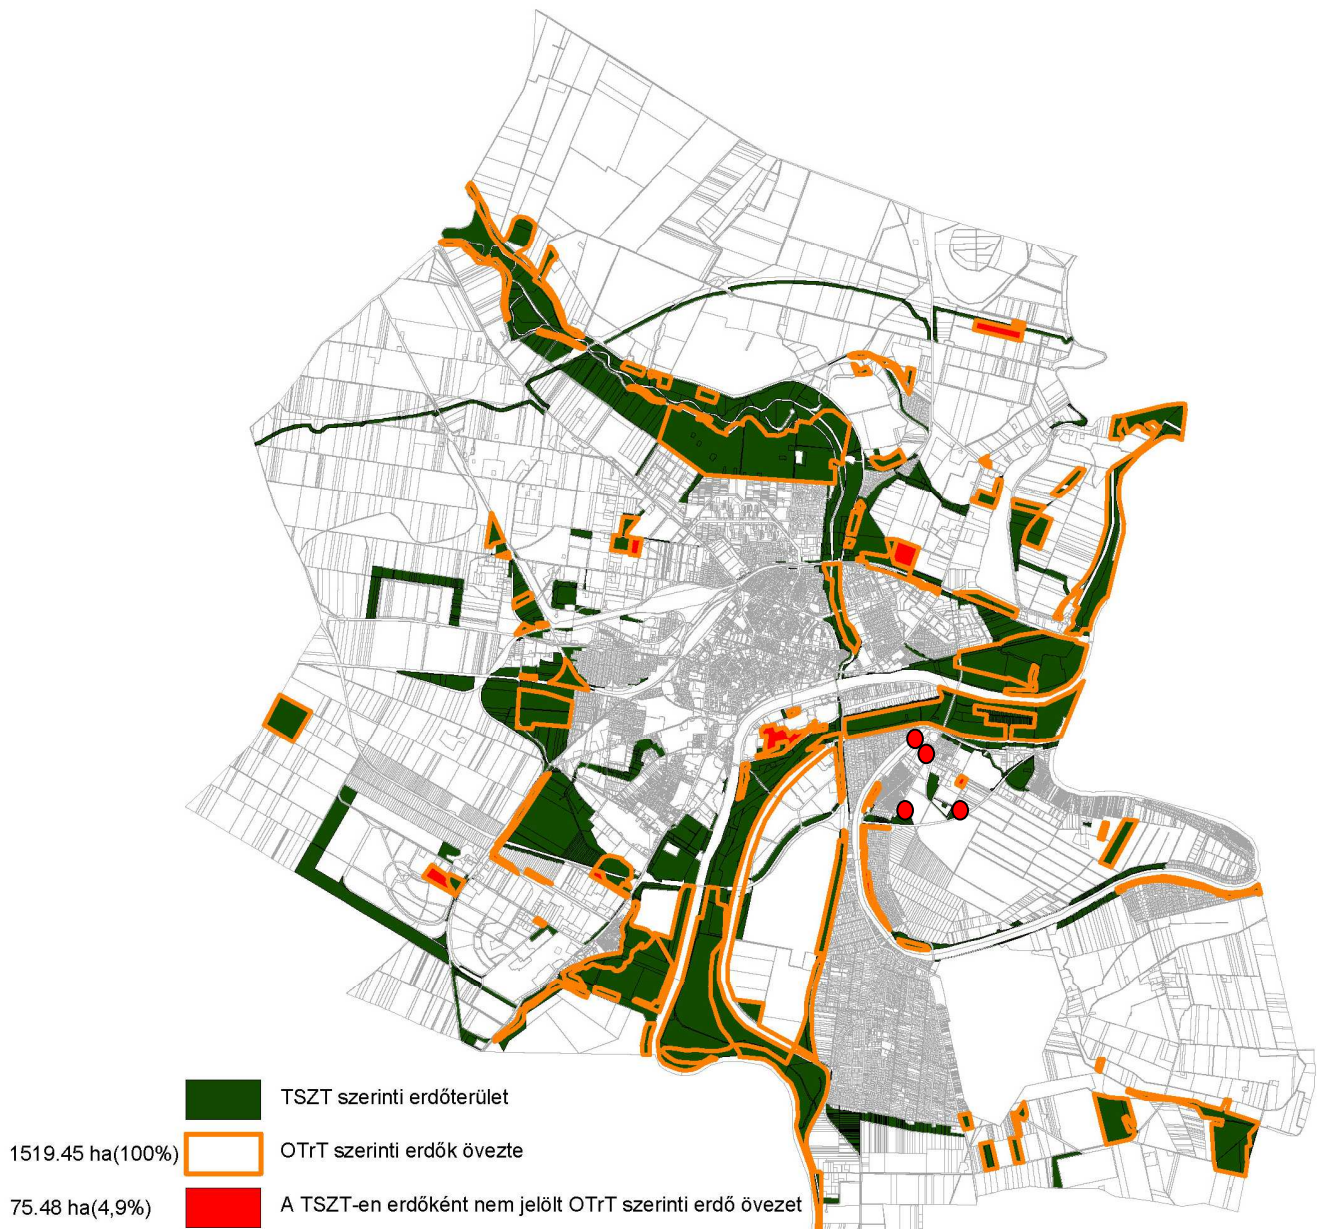 TSZT szerinti erdőterület
1519.45 ha(100%) OTrT szerinti erdők övezte
75.48 ha(4,9%) A TSZT-en erdőként nem jelölt OTrT szerinti erdő övezet